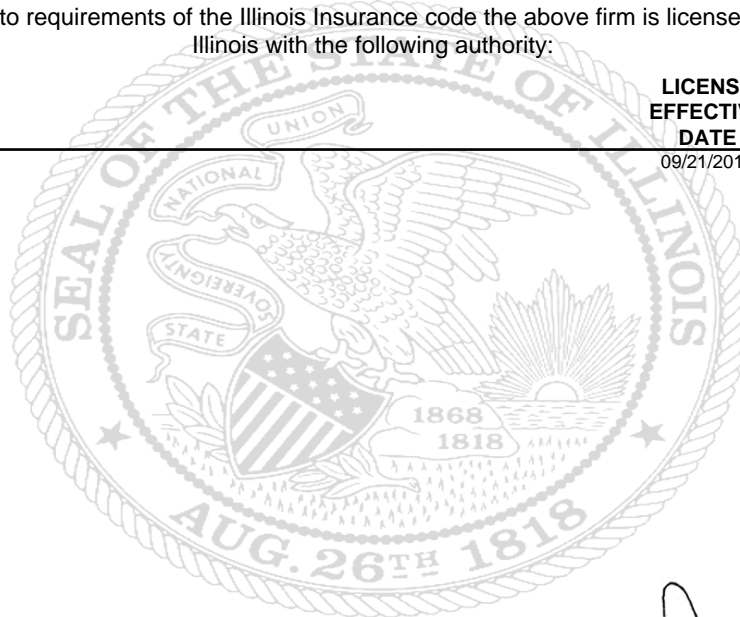 to requirements of the Illinois Insurance code the above firm is license
Illinois with the following authority:
LICENS
EFFECTIV
DATE
09/21/201
SEAL OF THE STATE OF ILLINOIS
UNION
NATIONAL
SOVEREIGNTY
STATE
1868
1818
AUG. 26TH 1818